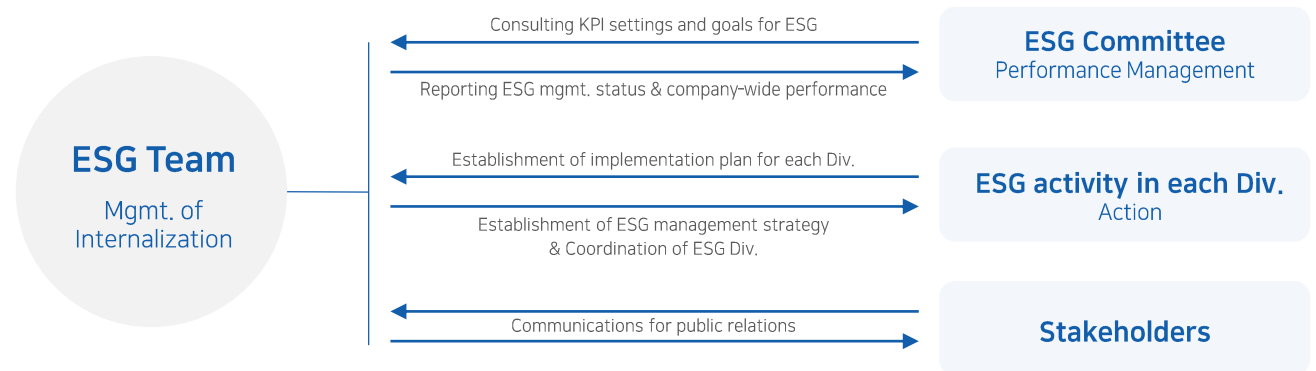 ESG Team
Mgmt. of
Internalization
Consulting KPI settings and goals for ESG
Reporting ESG mgmt. status & company-wide performance
ESG Committee
Performance Management
Establishment of implementation plan for each Div.
Establishment of ESG management strategy
& Coordination of ESG Div.
ESG activity in each Div.
Action
Communications for public relations
Stakeholders